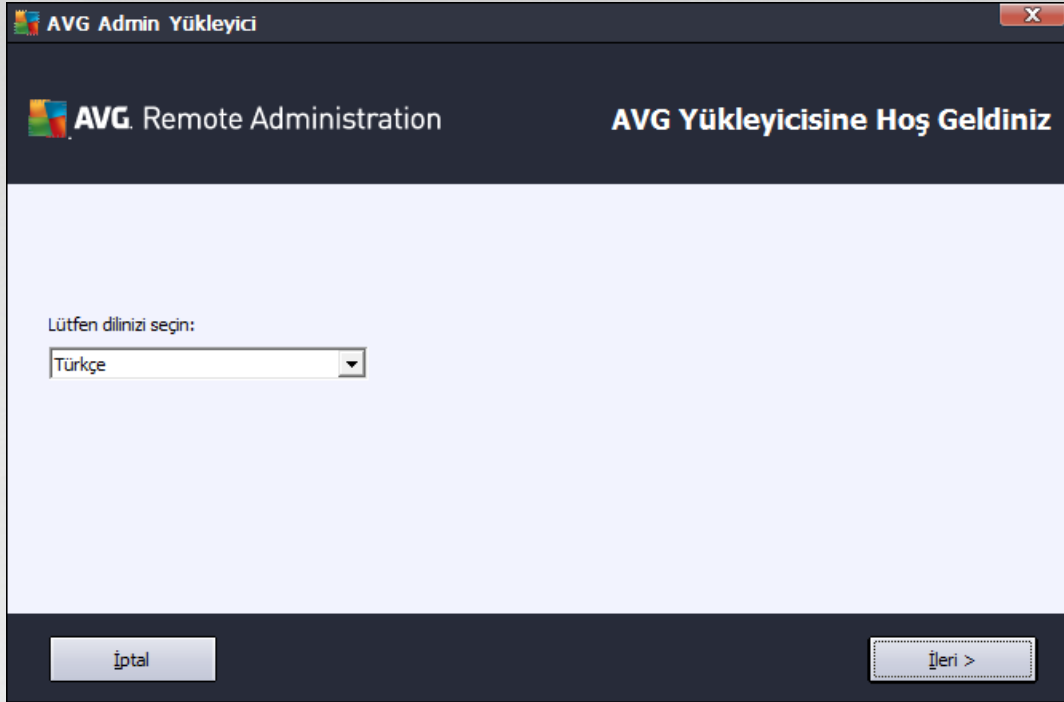 AVG Admin Yükleyici
AVG. Remote Administration
AVG Yükleyicisine Hoş Geldiniz
Lütfen dilinizi seçin:
Türkçe
İptal
İleri >